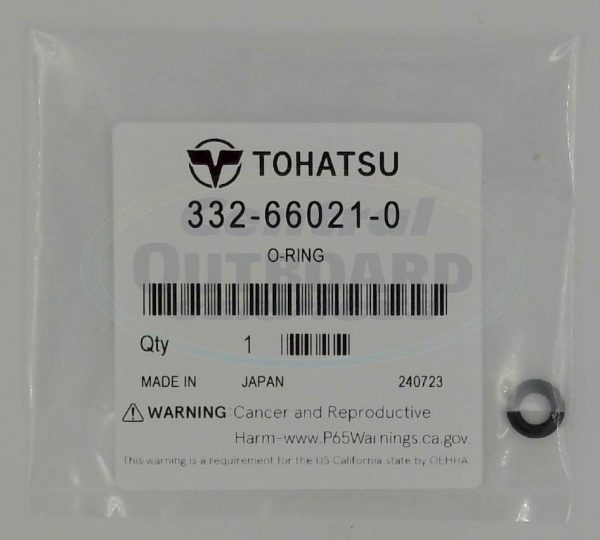 TOHATSU
332-66021-0
O-RING
General
OUTBOARD
Qty 1
MADE IN JAPAN 240723
WARNING Cancer and Reproductive
Harm-www.P65Warnings.ca.gov.
This warning is a requirement for the US California state by OEHHA